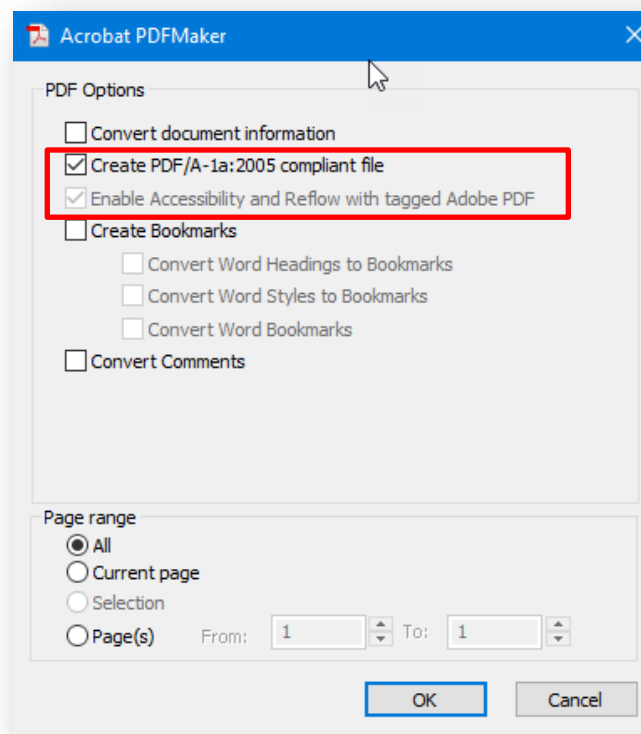 Acrobat PDFMaker
PDF Options
Convert document information
Create PDF/A-1a:2005 compliant file
Enable Accessibility and Reflow with tagged Adobe PDF
Create Bookmarks
Convert Word Headings to Bookmarks
Convert Word Styles to Bookmarks
Convert Word Bookmarks
Convert Comments
Page range
All
Current page
Selection
Page(s) From: 1 To: 1
OK Cancel